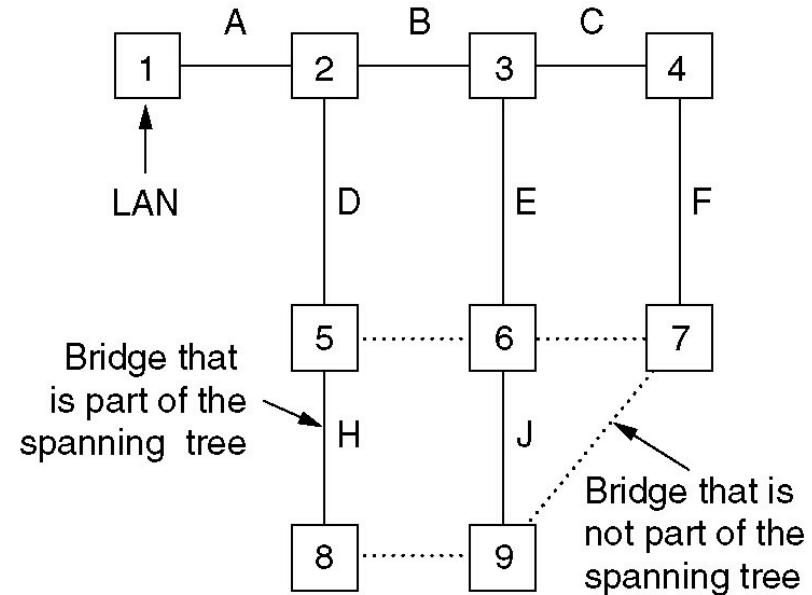 A B C
1 2 3 4
LAN
D E F
5 6 7
Bridge that
is part of the
spanning tree
H J
Bridge that is
not part of the
spanning tree
8 9